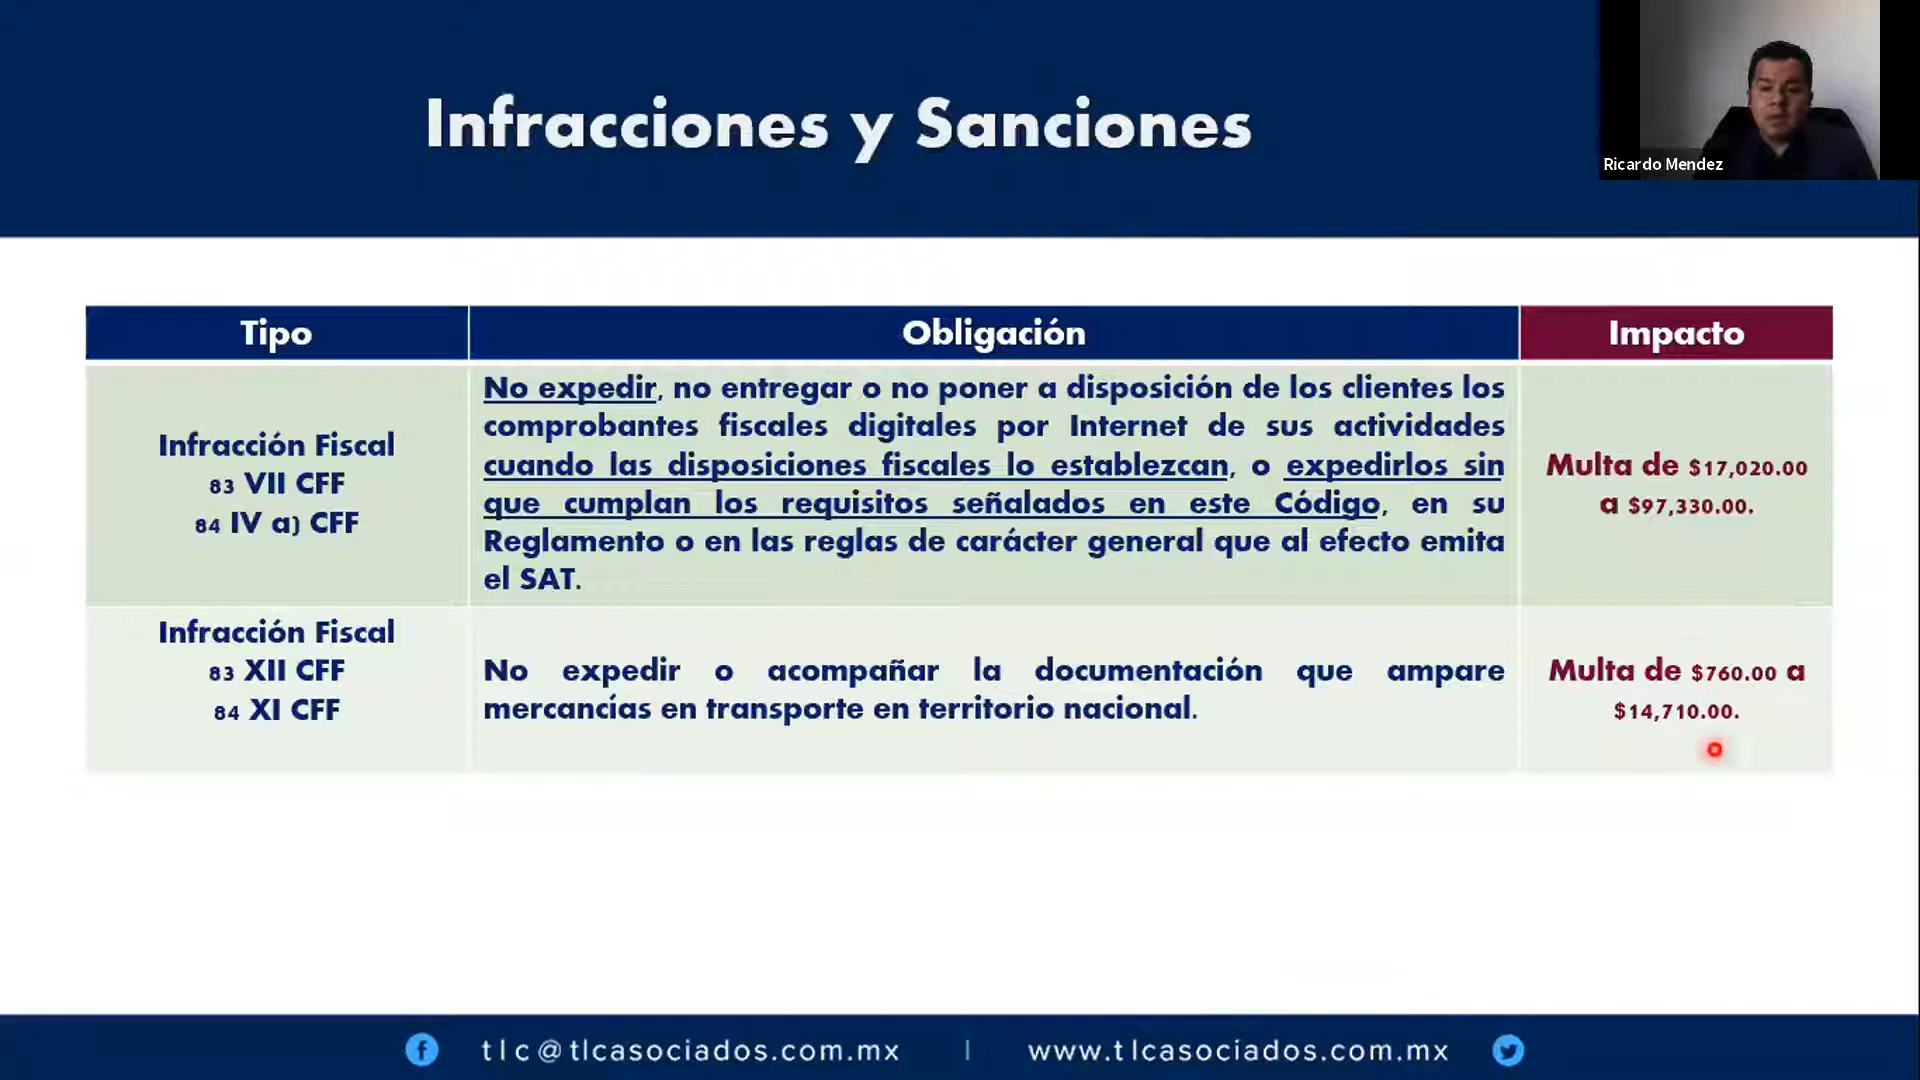 Infracciones y Sanciones
Ricardo Mendez
Tipo
Obligación
Impacto
Infracción Fiscal
83 VII CFF
84 IV a) CFF
No expedir, no entregar o no poner a disposición de los clientes los
comprobantes fiscales digitales por Internet de sus actividades
cuando las disposiciones fiscales lo establezcan, o expedirlos sin
que cumplan los requisitos señalados en este Código, en su
Reglamento o en las reglas de carácter general que al efecto emita
el SAT.
Multa de $17,020.00
a $97,330.00.
Infracción Fiscal
83 XII CFF
84 XI CFF
No expedir o acompañar la documentación que ampare
mercancías en transporte en territorio nacional.
Multa de $760.00 a
$14,710.00.
tlc@tlcasociados.com.mx | www.tlcasociados.com.mx